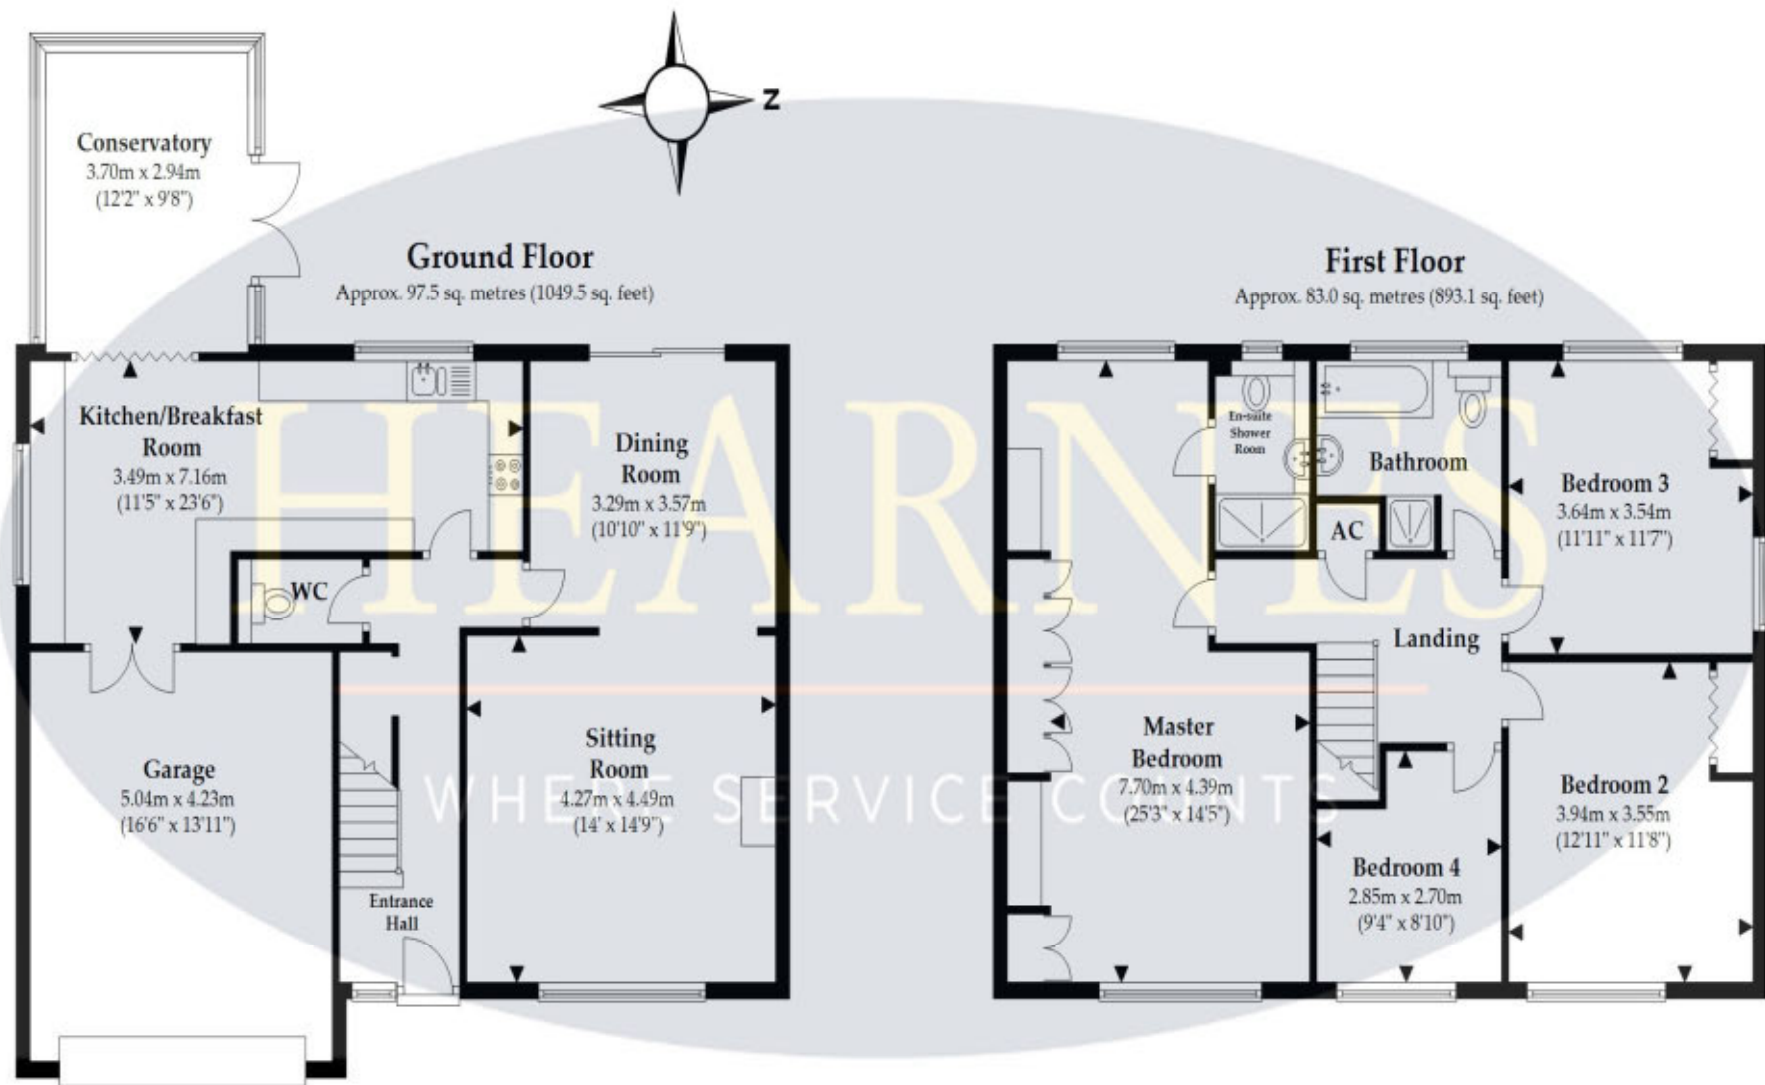 Z
Conservatory
3.70m x 2.94m
(12'2" x 9'8")
Ground Floor
Approx. 97.5 sq. metres (1049.5 sq. feet)
Kitchen/Breakfast
Room
3.49m x 7.16m
(11'5" x 23'6")
Dining
Room
3.29m x 3.57m
(10'10" x 11'9")
WC
Garage
5.04m x 4.23m
(16'6" x 13'11")
Sitting
Room
4.27m x 4.49m
(14' x 14'9")
Entrance
Hall
First Floor
Approx. 83.0 sq. metres (893.1 sq. feet)
En-suite
Shower
Room
Bathroom
AC
Bedroom 3
3.64m x 3.54m
(11'11" x 11'7")
Landing
Master
Bedroom
7.70m x 4.39m
(25'3" x 14'5")
Bedroom 2
3.94m x 3.55m
(12'11" x 11'8")
Bedroom 4
2.85m x 2.70m
(9'4" x 8'10")
HEARNES
WHERE SERVICE COUNTS